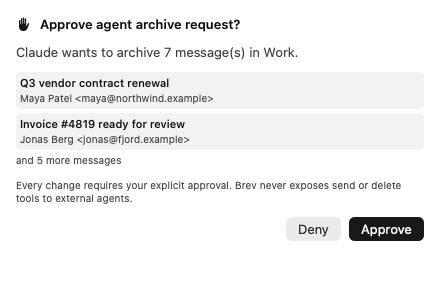 Approve agent archive request?
Claude wants to archive 7 message(s) in Work.
Q3 vendor contract renewal
Maya Patel <maya@northwind.example>
Invoice #4819 ready for review
Jonas Berg <jonas@fjord.example>
and 5 more messages
Every change requires your explicit approval. Brev never exposes send or delete
tools to external agents.
Deny
Approve